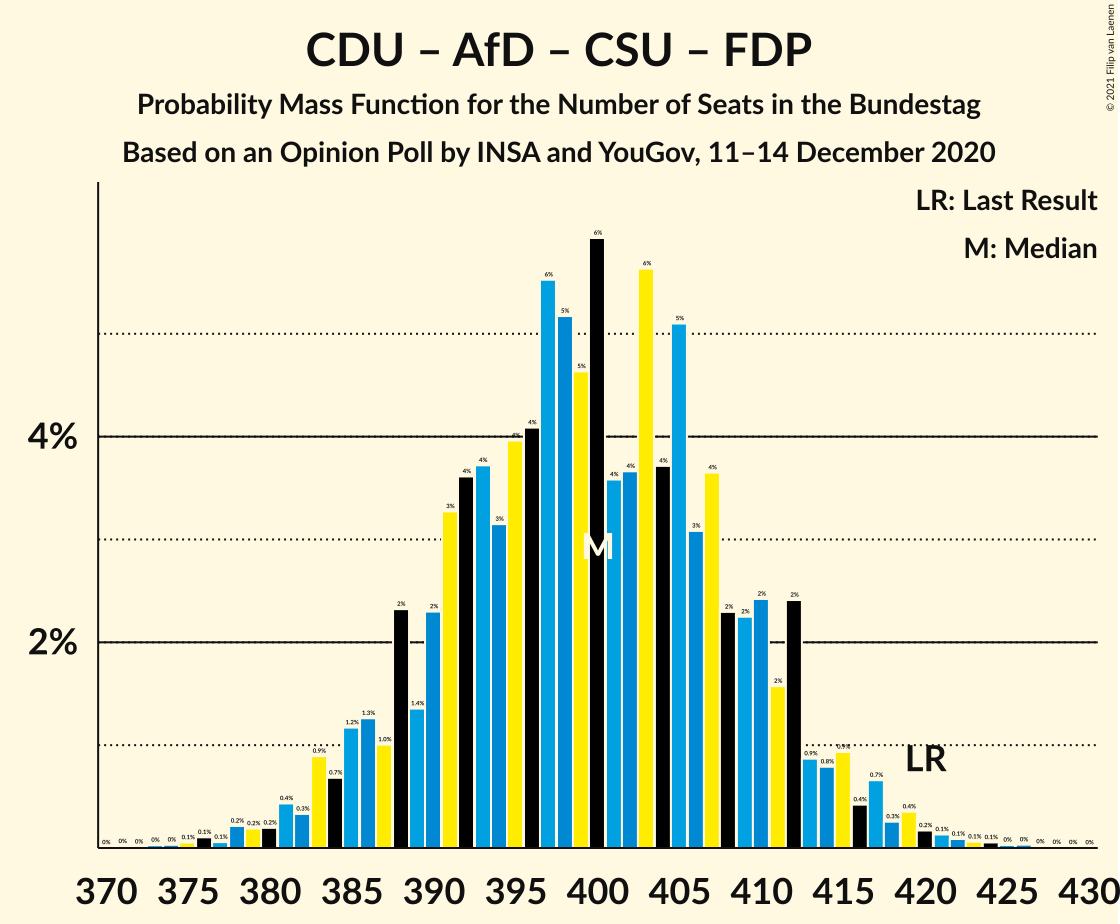 CDU – AfD – CSU – FDP
Probability Mass Function for the Number of Seats in the Bundestag
Based on an Opinion Poll by INSA and YouGov, 11–14 December 2020
© 2021 Filip van Laenen
LR: Last Result
M: Median
4%
2%
0% 0% 0% 0% 0% 0.1% 0.1% 0.1% 0.2% 0.2% 0.2% 0.4% 0.3% 0.9% 0.7% 1.2% 1.3% 1.0% 2% 1.4% 2% 3% 4% 4% 3% 4% 4% 6% 5% 5% 6% 4% 4% 6% 4% 5% 3% 4% 2% 2% 2% 2% 2% 0.9% 0.8% 0.9% 0.4% 0.7% 0.3% 0.4% 0.2% 0.1% 0.1% 0.1% 0.1% 0% 0% 0% 0% 0% 0%
M
LR
370 375 380 385 390 395 400 405 410 415 420 425 430